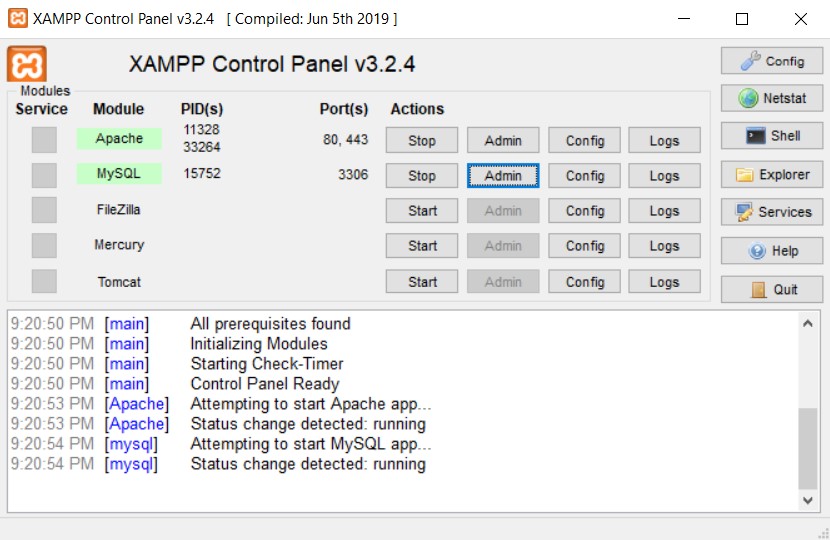 XAMPP Control Panel v3.2.4 [ Compiled: Jun 5th 2019 ]
XAMPP Control Panel v3.2.4
Config
Modules
Service Module PID(s) Port(s) Actions
Netstat
Apache 11328 33264 80, 443 Stop Admin Config Logs
Shell
MySQL 15752 3306 Stop Admin Config Logs
Explorer
FileZilla Start Admin Config Logs
Services
Mercury Start Admin Config Logs
Help
Tomcat Start Admin Config Logs
Quit
9:20:50 PM [main] All prerequisites found
9:20:50 PM [main] Initializing Modules
9:20:50 PM [main] Starting Check-Timer
9:20:50 PM [main] Control Panel Ready
9:20:53 PM [Apache] Attempting to start Apache app...
9:20:53 PM [Apache] Status change detected: running
9:20:54 PM [mysql] Attempting to start MySQL app...
9:20:54 PM [mysql] Status change detected: running